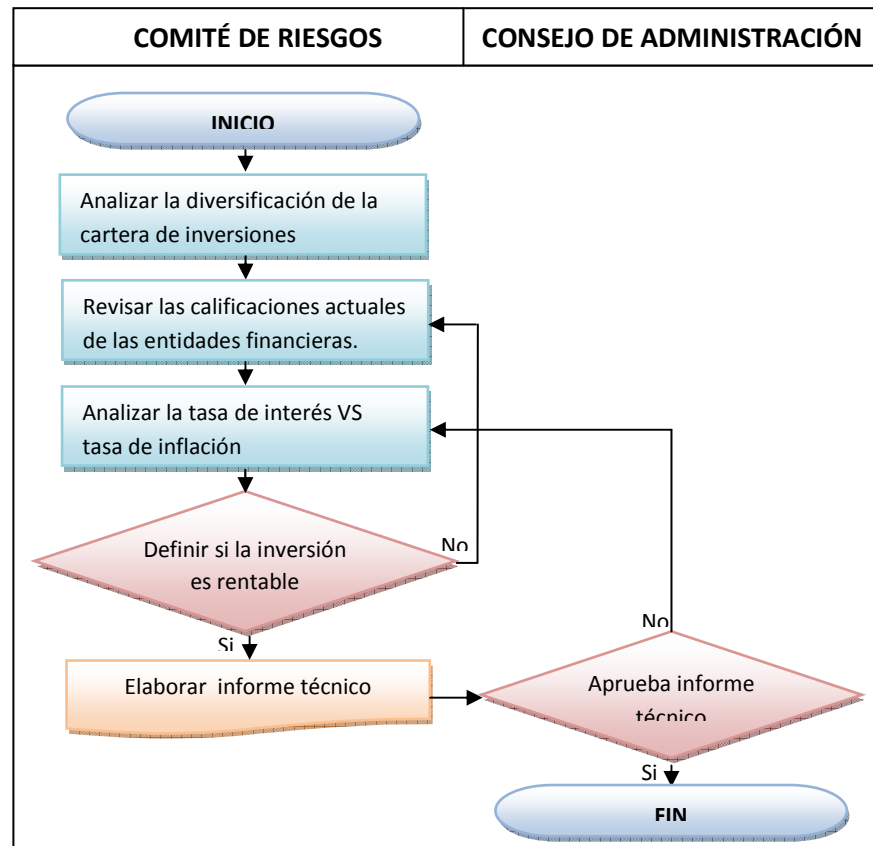 COMITÉ DE RIESGOS
CONSEJO DE ADMINISTRACIÓN
INICIO
Analizar la diversificación de la
cartera de inversiones
Revisar las calificaciones actuales
de las entidades financieras.
Analizar la tasa de interés VS
tasa de inflación
Definir si la inversión
es rentable
No
Si
Elaborar informe técnico
No
Aprueba informe
técnico
Si
FIN